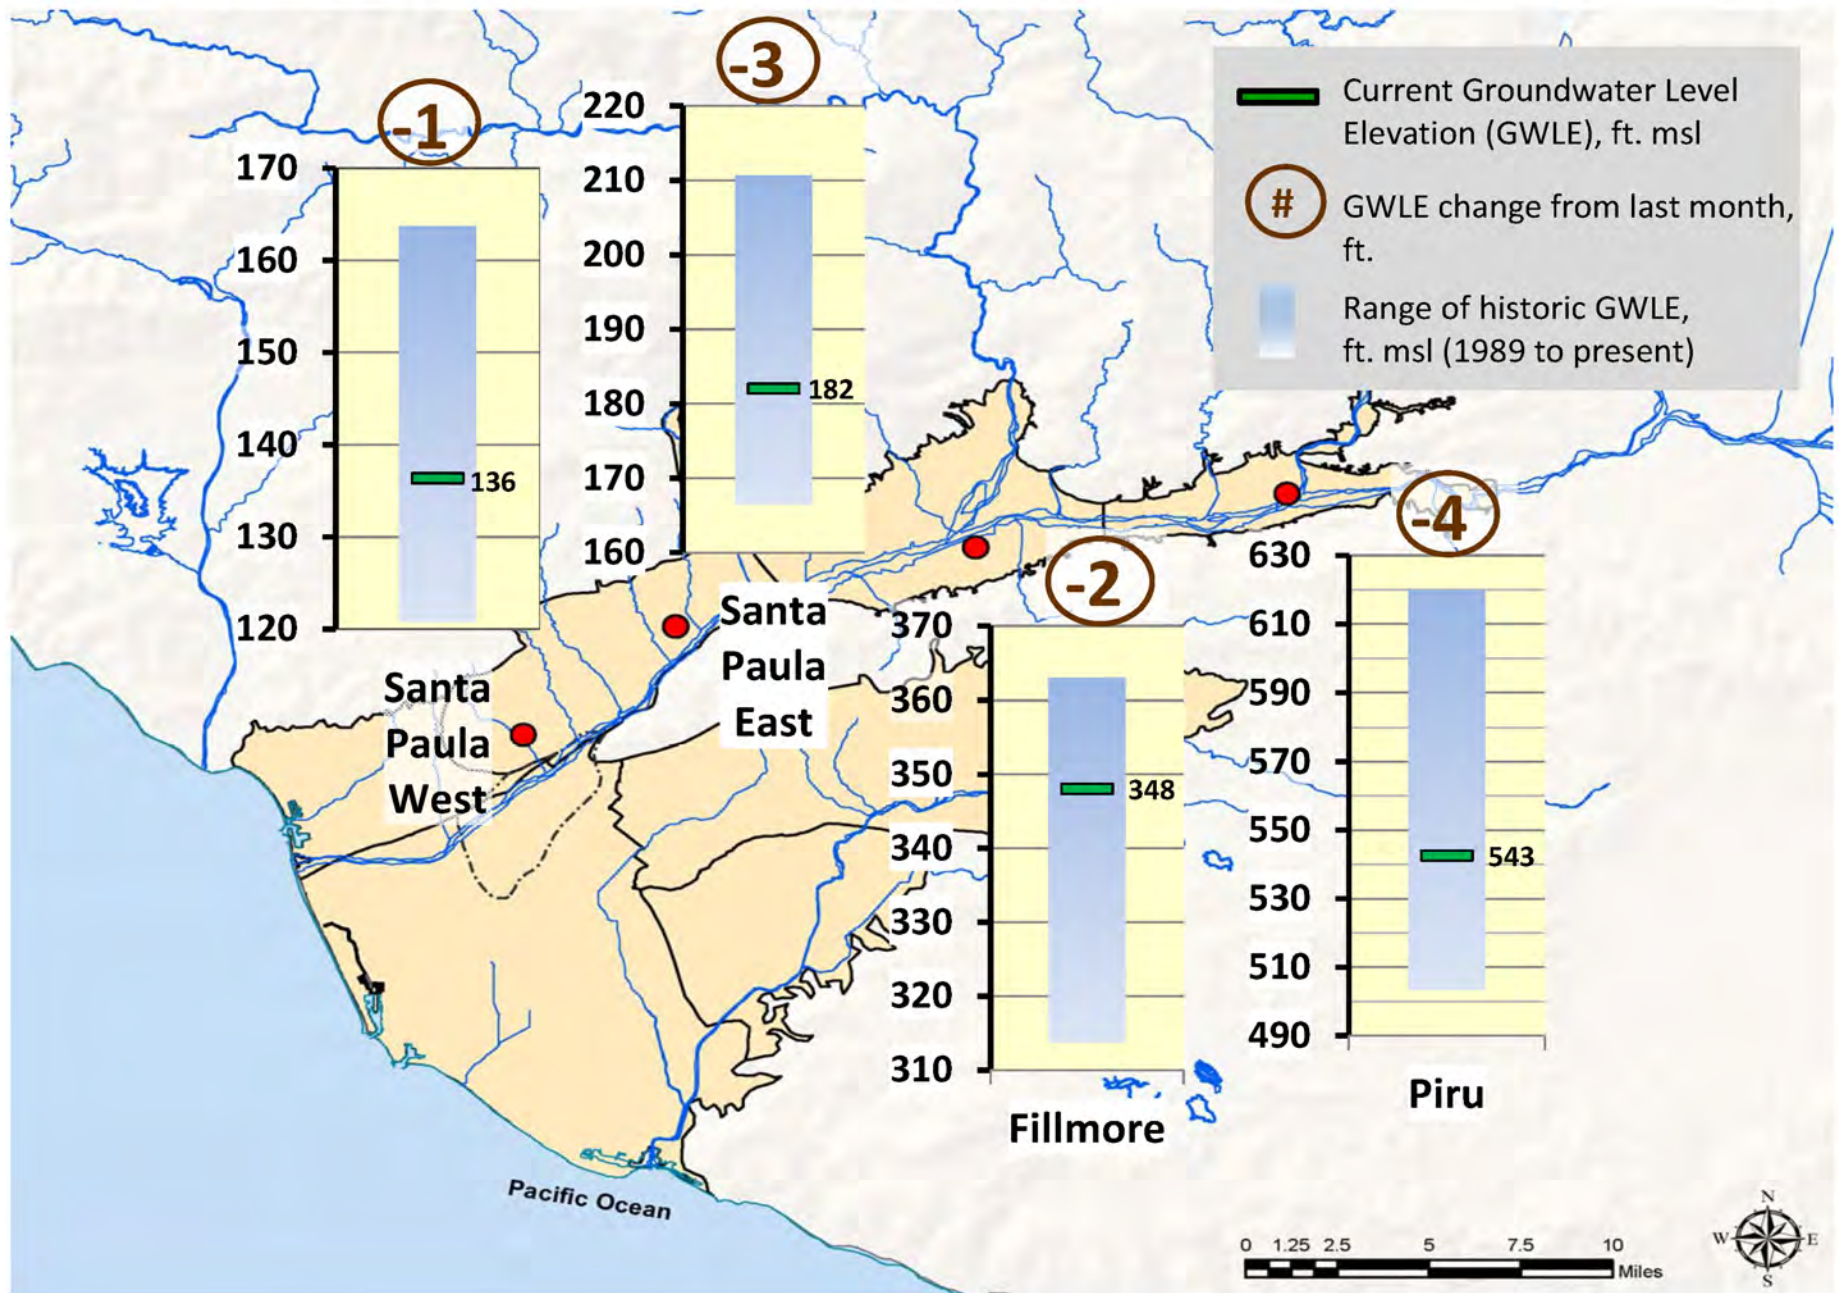 -1
170
160
150
140
130
120
136
Santa
Paula
West
-3
220
210
200
190
180
170
160
182
Santa
Paula
East
Current Groundwater Level
Elevation (GWLE), ft. msl
#
GWLE change from last month,
ft.
Range of historic GWLE,
ft. msl (1989 to present)
-2
370
360
350
340
330
320
310
348
Fillmore
-4
630
610
590
570
550
530
510
490
543
Piru
Pacific Ocean
0 1.25 2.5 5 7.5 10
Miles
N
W E
S